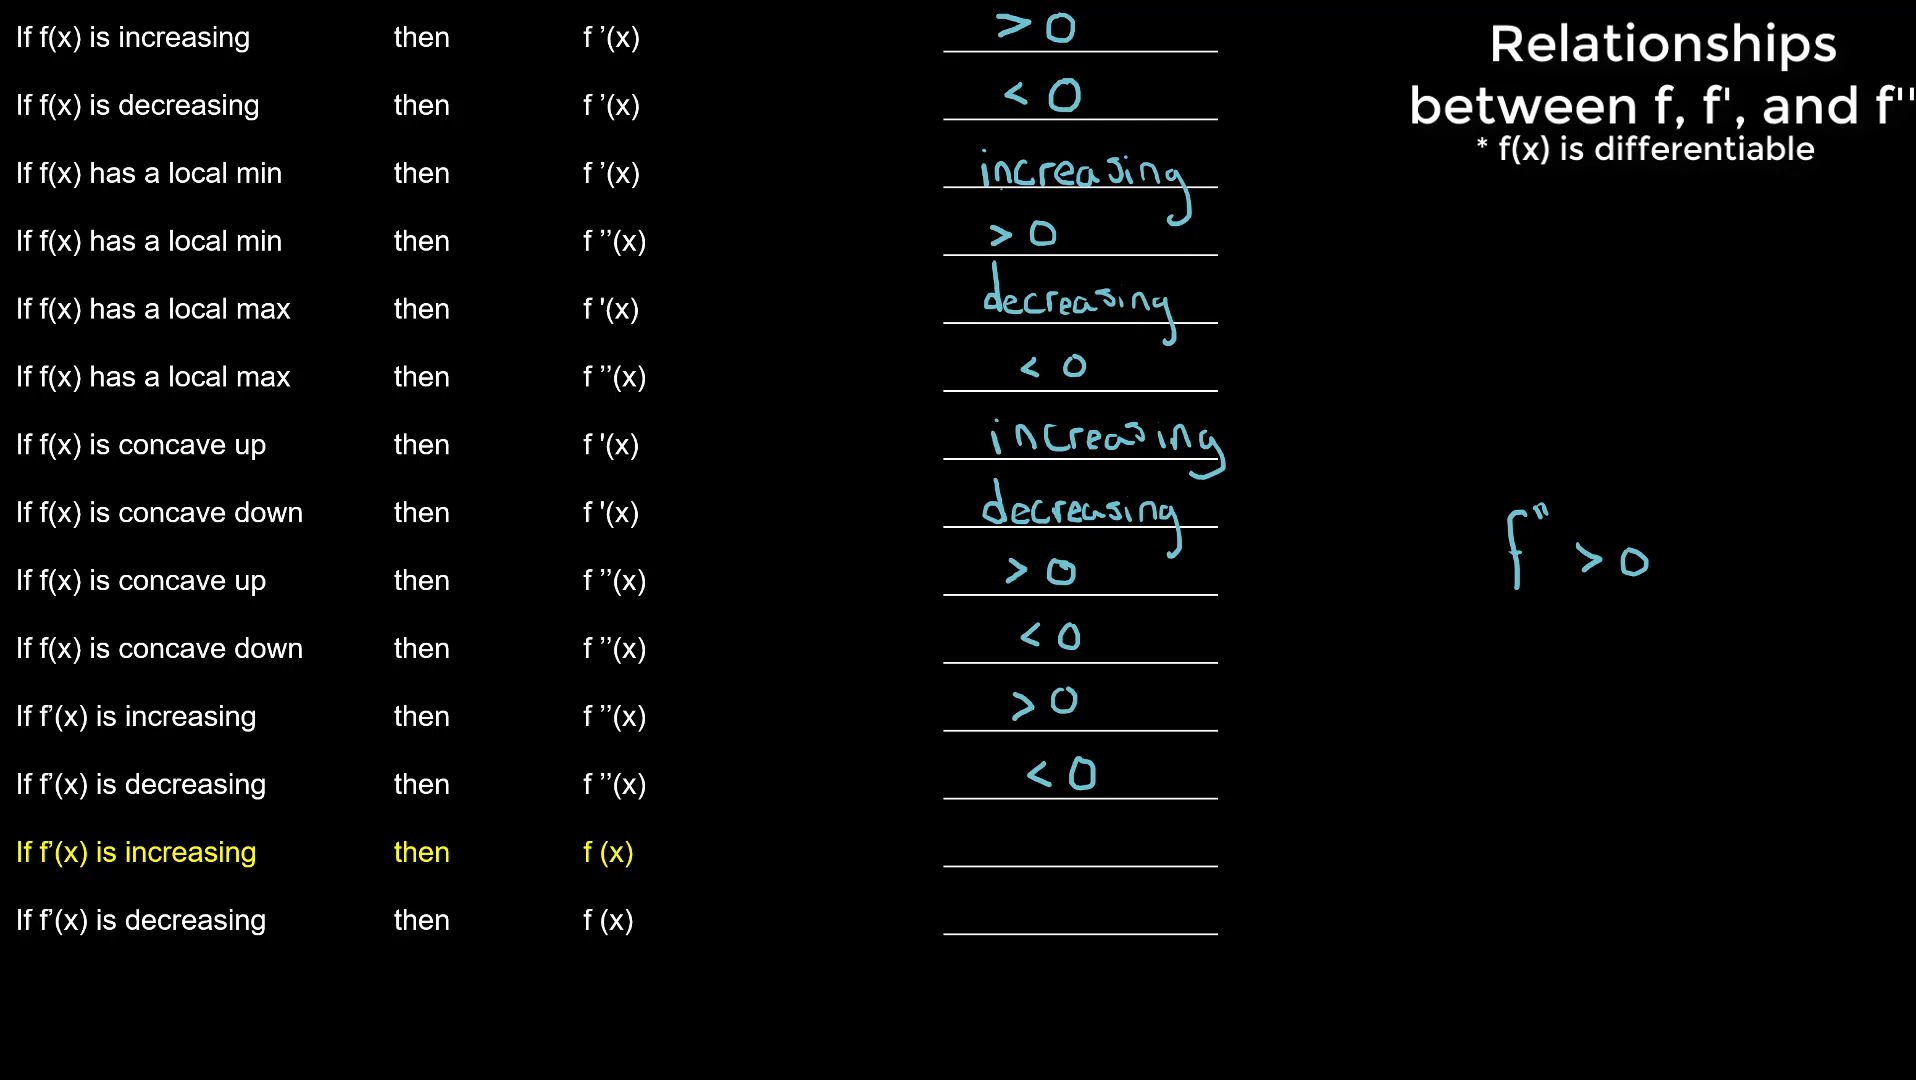 If f(x) is increasing then f ’(x) > 0
If f(x) is decreasing then f ’(x) < 0
If f(x) has a local min then f ’(x) increasing
If f(x) has a local min then f ’’(x) > 0
If f(x) has a local max then f '(x) decreasing
If f(x) has a local max then f ’’(x) < 0
If f(x) is concave up then f '(x) increasing
If f(x) is concave down then f '(x) decreasing
If f(x) is concave up then f ’’(x) > 0
If f(x) is concave down then f ’’(x) < 0
If f’(x) is increasing then f ’’(x) > 0
If f’(x) is decreasing then f ’’(x) < 0
If f’(x) is increasing then f (x)
If f’(x) is decreasing then f (x)
Relationships
between f, f', and f''
* f(x) is differentiable
f" > 0